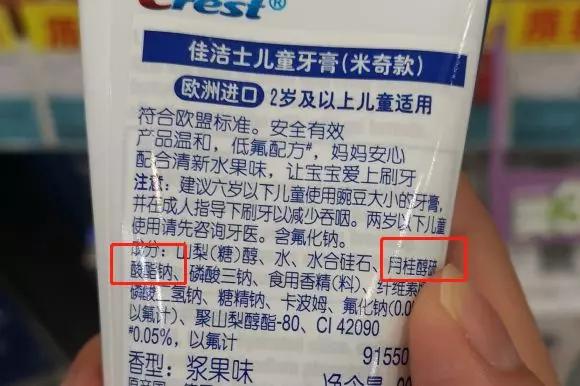 Crest®
佳洁士儿童牙膏(米奇款)
欧洲进口 2岁及以上儿童适用
符合欧盟标准。安全有效
产品温和，低氟配方#，妈妈安心
配合清新水果味，让宝宝爱上刷牙
注意：建议六岁以下儿童使用豌豆大小的牙膏，
并在成人指导下刷牙以减少吞咽。两岁以下儿童
使用请先咨询牙医。含氟化钠。
成分：山梨(糖)醇、水、水合硅石、月桂醇硫
酸酯钠、磷酸三钠、食用香精(料)、纤维素
磷酸二氢钠、糖精钠、卡波姆、氟化钠(0.0
以氟计)、聚山梨醇酯-80、CI 42090
#0.05%，以氟计
香型：浆果味 91550